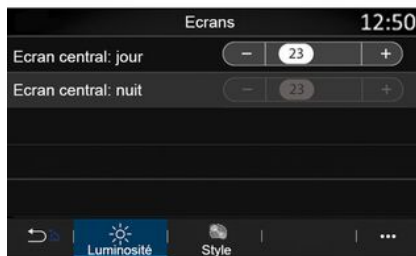 Ecrans
12:50
Ecran central: jour
− 23 +
Ecran central: nuit
− 23 +
Luminosité
Style